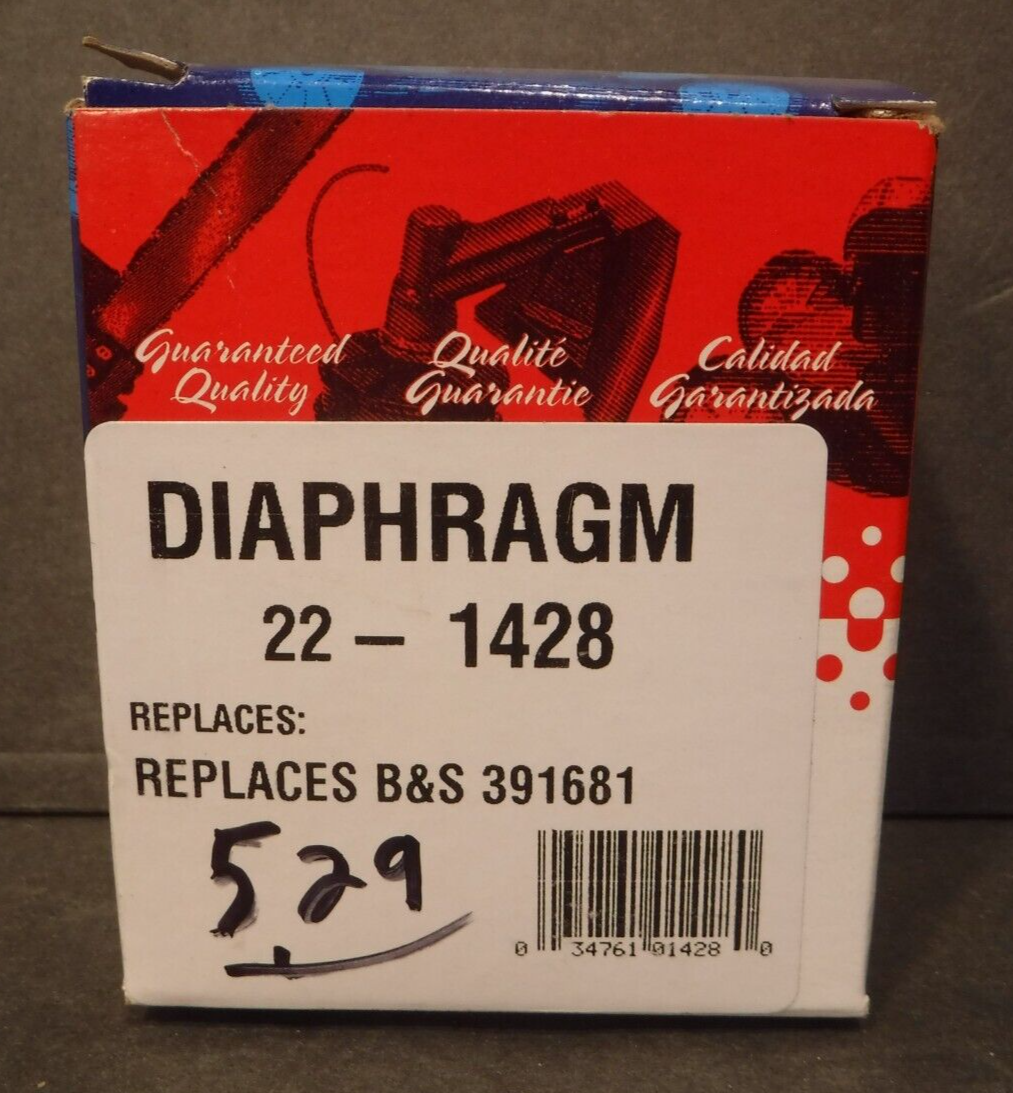 Guaranteed
Quality
Qualité
Guarantie
Calidad
Garantizada
DIAPHRAGM
22 – 1428
REPLACES:
REPLACES B&S 391681
529
0 34761 01428 0